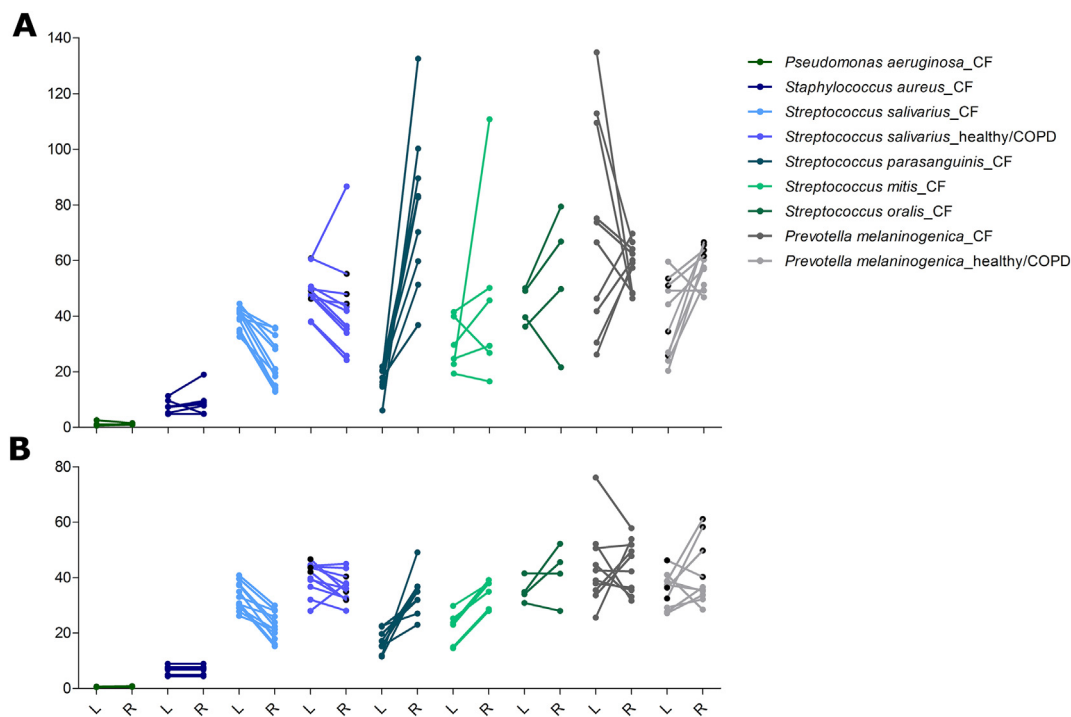 A
140
120
100
80
60
40
20
0
Pseudomonas aeruginosa_CF
Staphylococcus aureus_CF
Streptococcus salivarius_CF
Streptococcus salivarius_healthy/COPD
Streptococcus parasanguinis_CF
Streptococcus mitis_CF
Streptococcus oralis_CF
Prevotella melaninogenica_CF
Prevotella melaninogenica_healthy/COPD
B
80
60
40
20
0
L R L R L R L R L R L R L R L R L R